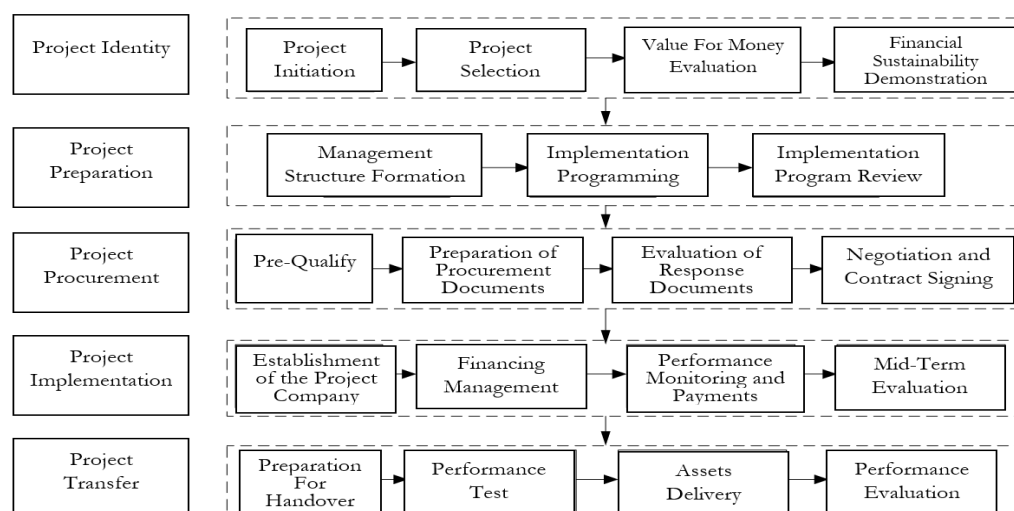 Project Identity
Project
Initiation
Project
Selection
Value For Money
Evaluation
Financial
Sustainability
Demonstration
Project
Preparation
Management
Structure Formation
Implementation
Programming
Implementation
Program Review
Project
Procurement
Pre-Qualify
Preparation of
Procurement
Documents
Evaluation of
Response
Documents
Negotiation and
Contract Signing
Project
Implementation
Establishment
of the Project
Company
Financing
Management
Performance
Monitoring and
Payments
Mid-Term
Evaluation
Project
Transfer
Preparation
For
Handover
Performance
Test
Assets
Delivery
Performance
Evaluation